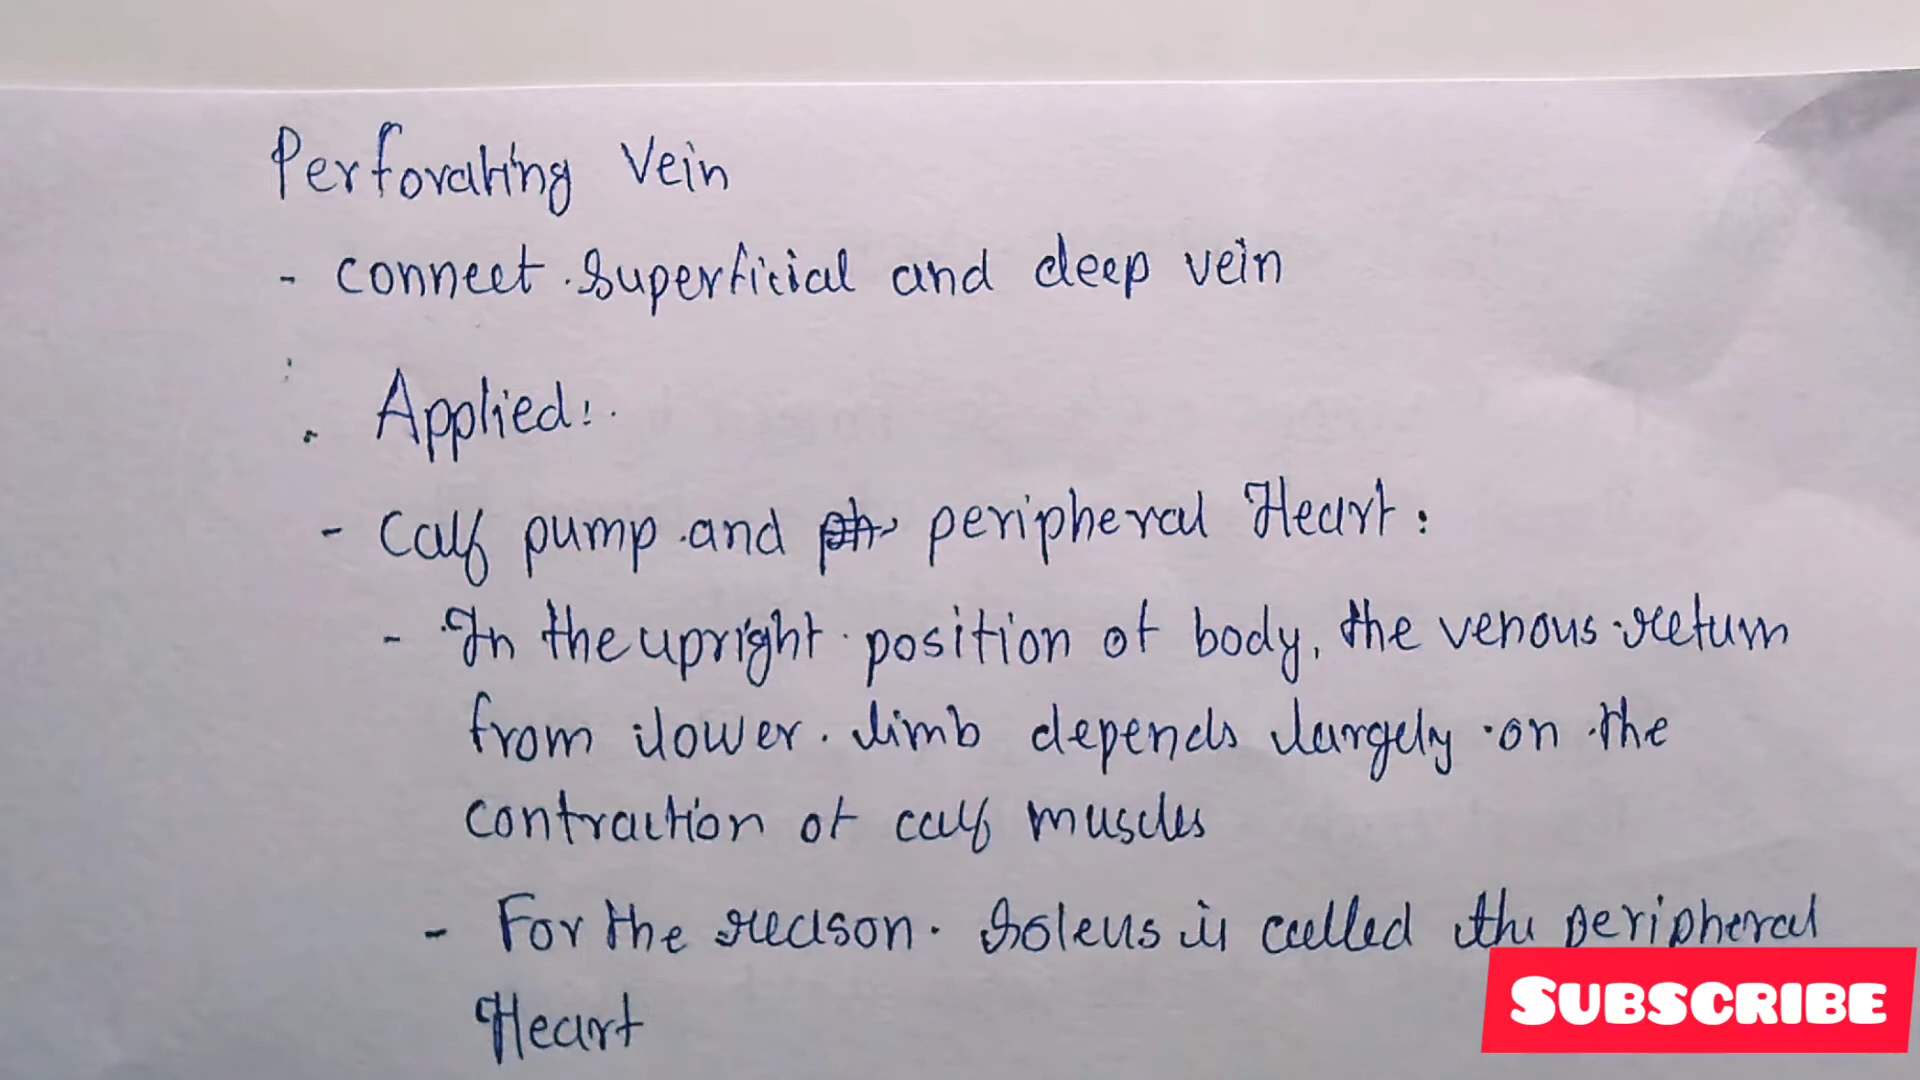 Perforating Vein
- connect superficial and deep vein
Applied:
- Calf pump and peripheral Heart:
- In the upright position of body, the venous return
from lower limb depends largely on the
contraction of calf muscles
- For the reason. Soleus is called the peripheral
Heart
SUBSCRIBE